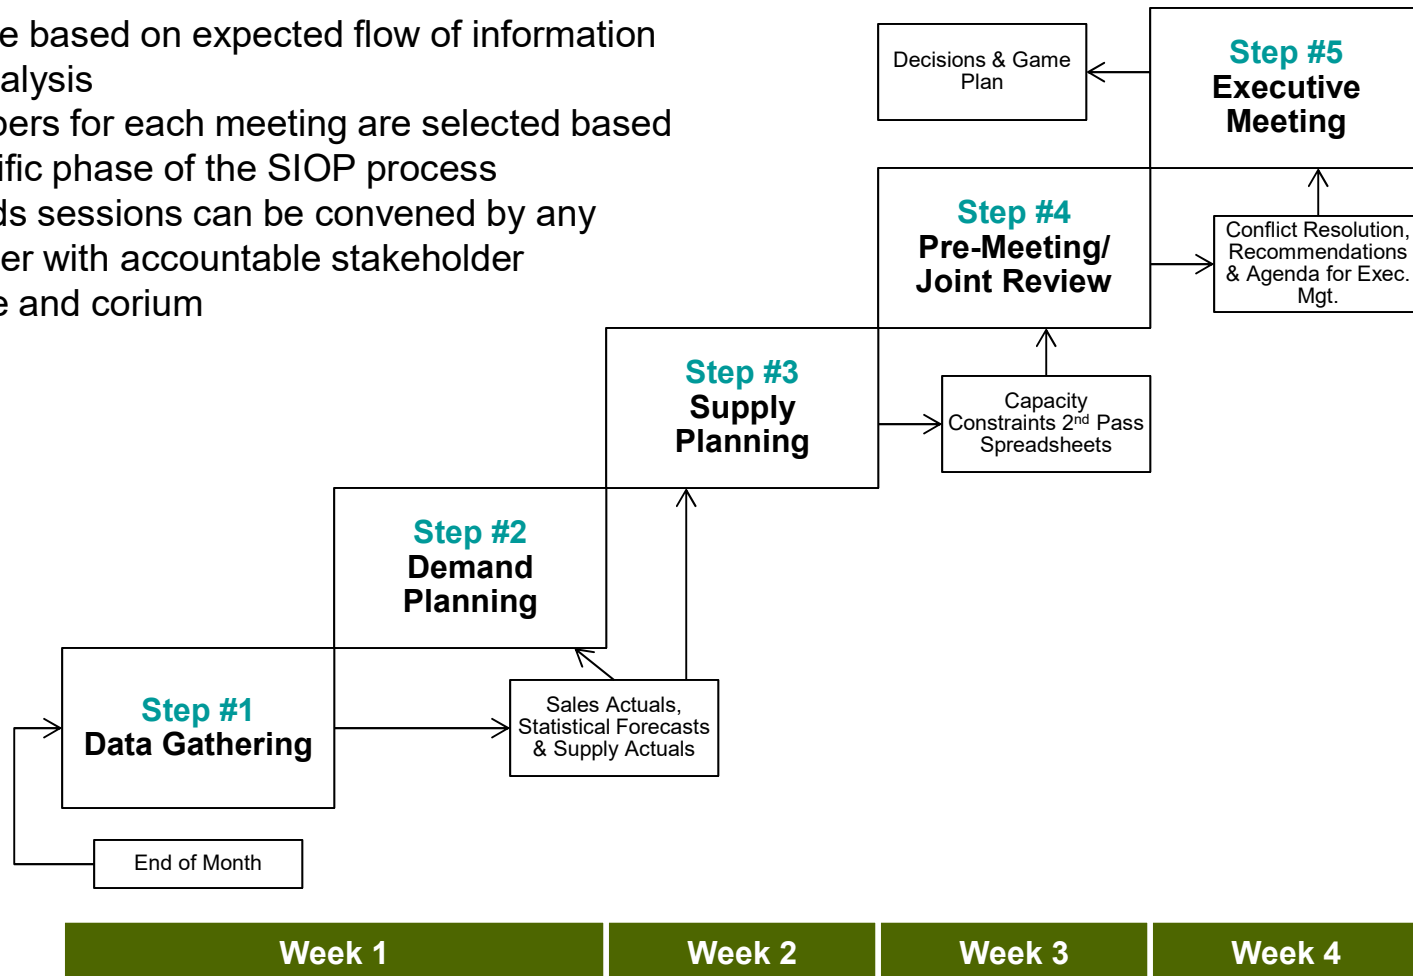 e based on expected flow of information
alysis
bers for each meeting are selected based
ific phase of the SIOP process
ds sessions can be convened by any
er with accountable stakeholder
e and corium
Decisions & Game
Plan
Step #5
Executive
Meeting
Step #4
Pre-Meeting/
Joint Review
Conflict Resolution,
Recommendations
& Agenda for Exec.
Mgt.
Step #3
Supply
Planning
Capacity
Constraints 2nd Pass
Spreadsheets
Step #2
Demand
Planning
Step #1
Data Gathering
Sales Actuals,
Statistical Forecasts
& Supply Actuals
End of Month
Week 1
Week 2
Week 3
Week 4